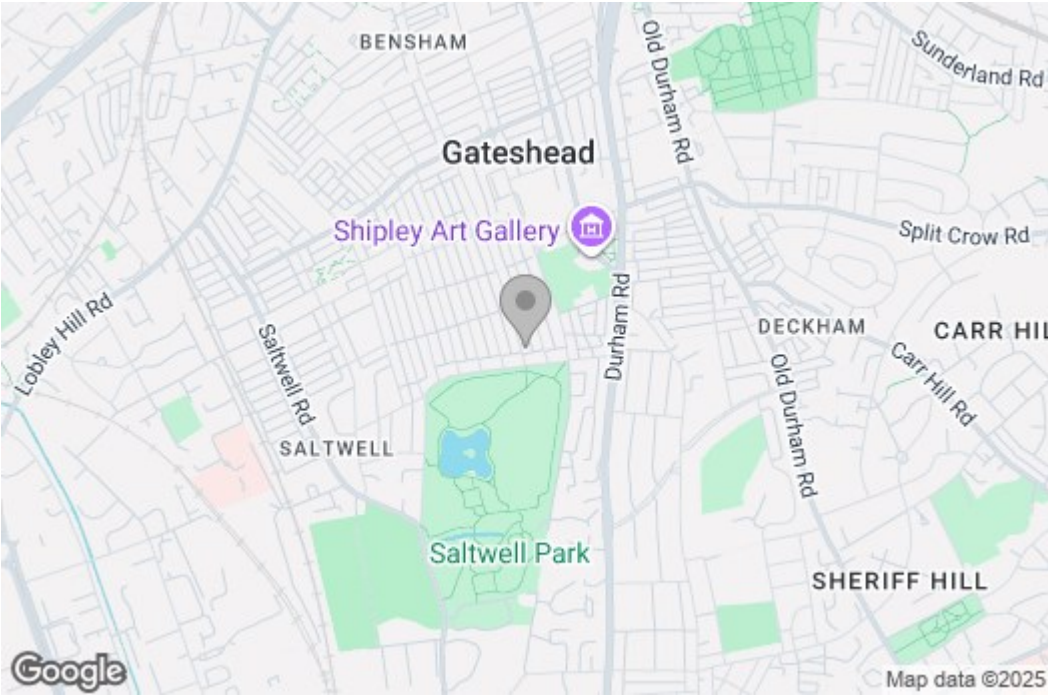 BENSHAM
Old Durham Rd
Sunderland Rd
Gateshead
Shipley Art Gallery
Split Crow Rd
Durham Rd
Lobley Hill Rd
Saltwell Rd
DECKHAM
CARR HIL
Carr Hill Rd
Old Durham Rd
SALTWELL
Saltwell Park
SHERIFF HILL
Google
Map data ©2025